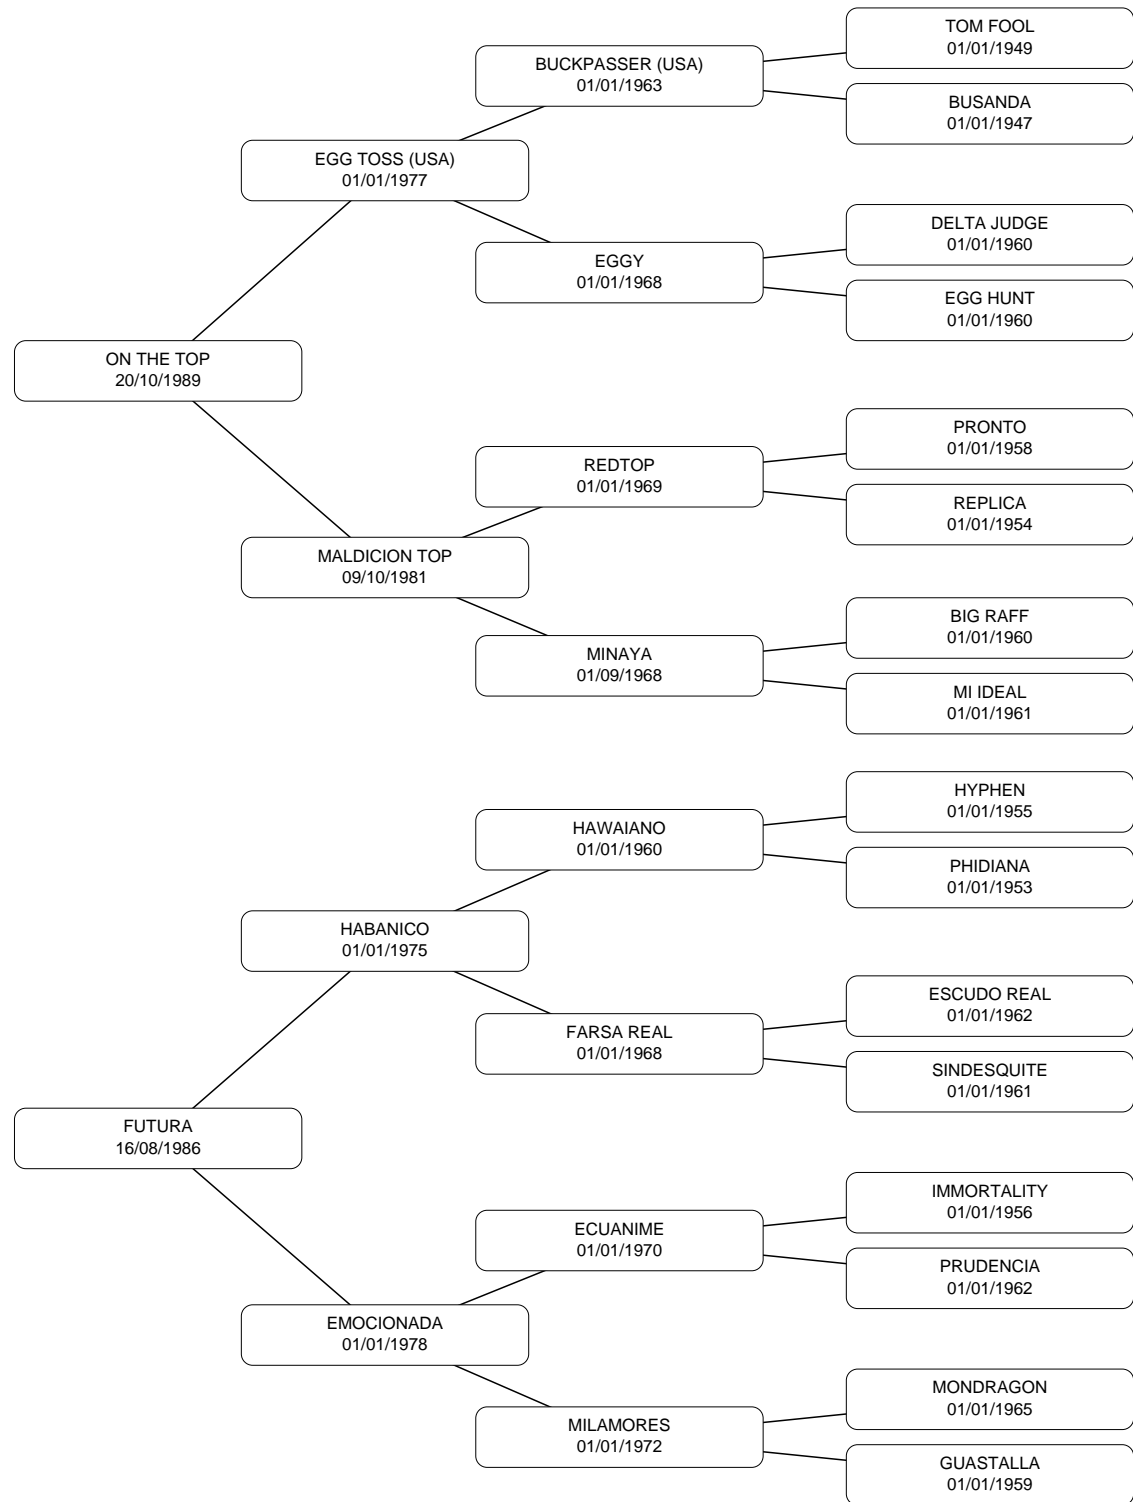 TOM FOOL
01/01/1949
BUCKPASSER (USA)
01/01/1963
BUSANDA
01/01/1947
EGG TOSS (USA)
01/01/1977
DELTA JUDGE
01/01/1960
EGGY
01/01/1968
EGG HUNT
01/01/1960
ON THE TOP
20/10/1989
PRONTO
01/01/1958
REDTOP
01/01/1969
REPLICA
01/01/1954
MALDICION TOP
09/10/1981
BIG RAFF
01/01/1960
MINAYA
01/09/1968
MI IDEAL
01/01/1961
HYPHEN
01/01/1955
HAWAIANO
01/01/1960
PHIDIANA
01/01/1953
HABANICO
01/01/1975
ESCUDO REAL
01/01/1962
FARSA REAL
01/01/1968
SINDESQUITE
01/01/1961
FUTURA
16/08/1986
IMMORTALITY
01/01/1956
ECUANIME
01/01/1970
PRUDENCIA
01/01/1962
EMOCIONADA
01/01/1978
MONDRAGON
01/01/1965
MILAMORES
01/01/1972
GUASTALLA
01/01/1959